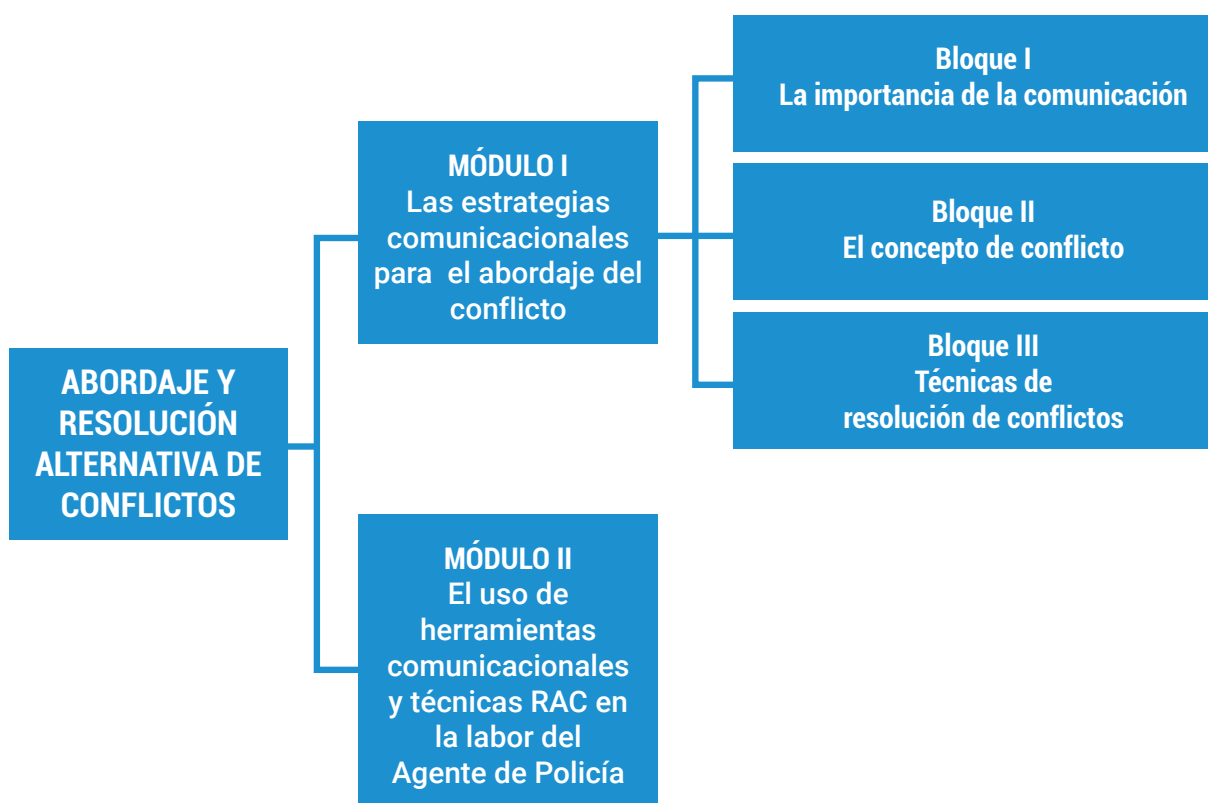 ABORDAJE Y
RESOLUCIÓN
ALTERNATIVA DE
CONFLICTOS
MÓDULO I
Las estrategias
comunicacionales
para  el abordaje del
conflicto
Bloque I
La importancia de la comunicación
Bloque II
El concepto de conflicto
Bloque III
Técnicas de
resolución de conflictos
MÓDULO II
El uso de
herramientas
comunicacionales
y técnicas RAC en
la labor del
Agente de Policía